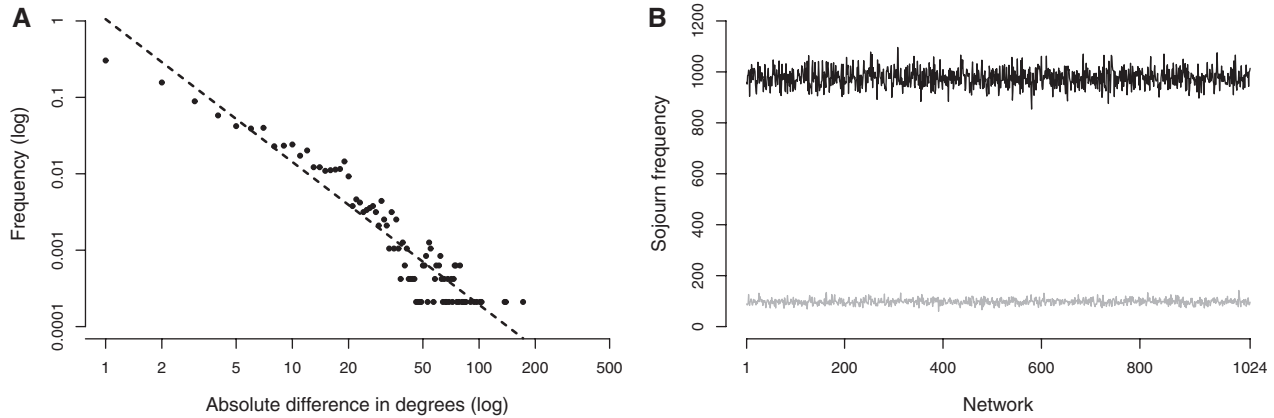 A
Frequency (log)
1
0.1
0.01
0.001
0.0001
1 2 5 10 20 50 100 200 500
Absolute difference in degrees (log)
B
Sojourn frequency
1200
1000
800
600
400
200
0
1 200 400 600 800 1024
Network